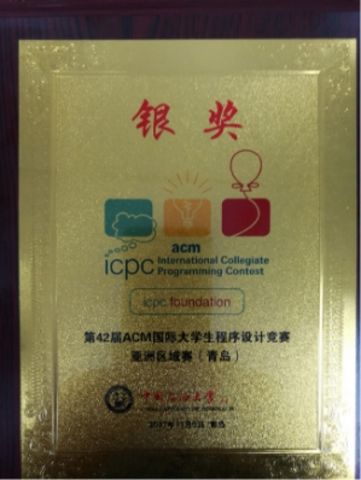 银奖
acm
icpc International Collegiate
Programming Contest
icpc.foundation
第42届ACM国际大学生程序设计竞赛
亚洲区域赛（青岛）
中国石油大学